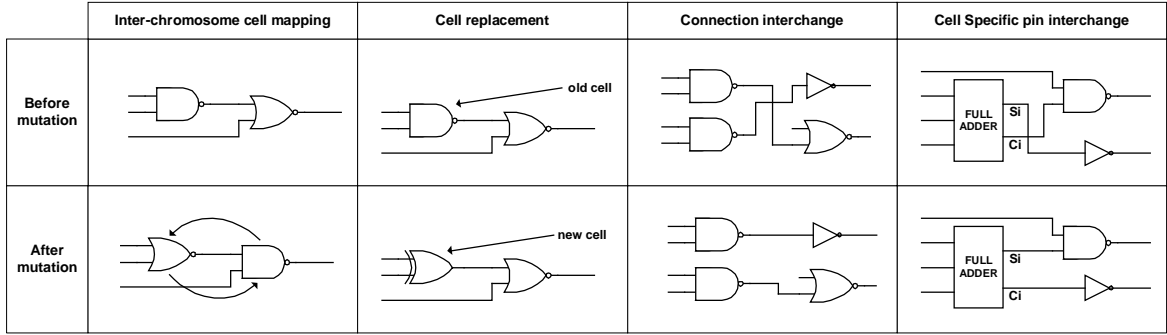 Inter-chromosome cell mapping
Cell replacement
Connection interchange
Cell Specific pin interchange
Before
mutation
old cell
FULL
ADDER
Si
Ci
After
mutation
new cell
FULL
ADDER
Si
Ci